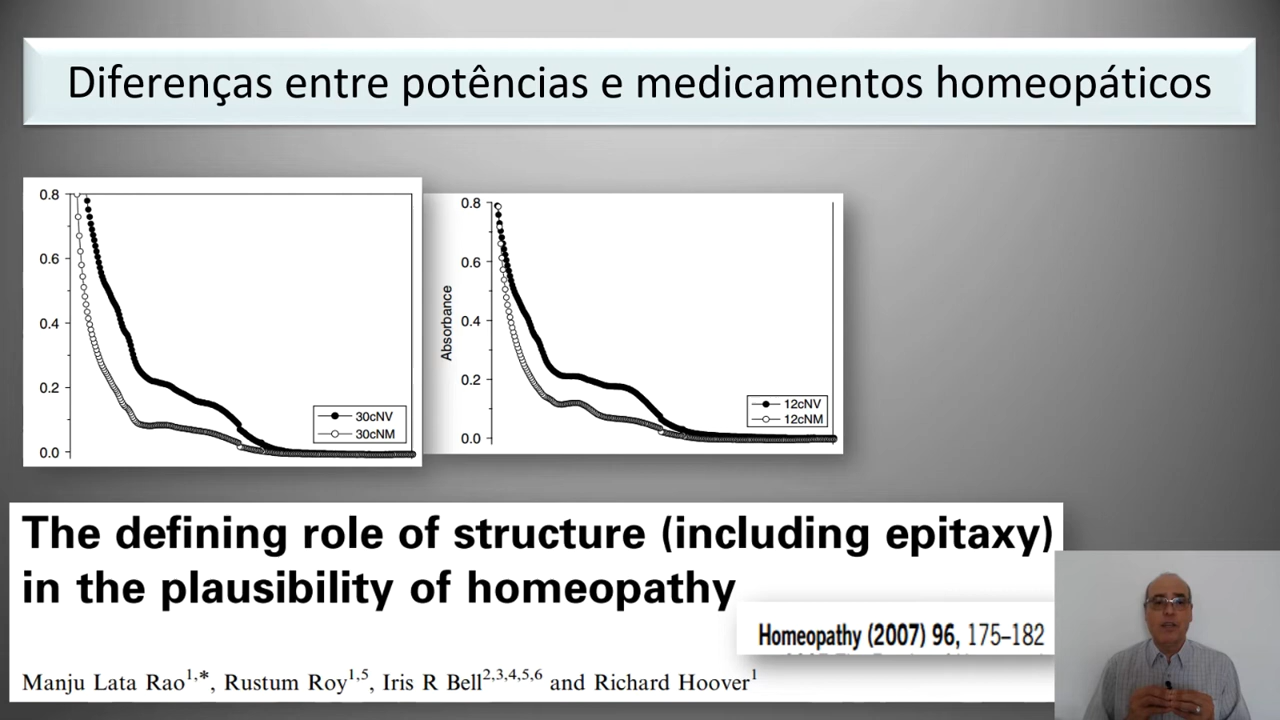 Diferenças entre potências e medicamentos homeopáticos
0.8
0.6
0.4
0.2
0.0
30cNV
30cNM
Absorbance
0.8
0.6
0.4
0.2
0.0
12cNV
12cNM
The defining role of structure (including epitaxy)
in the plausibility of homeopathy
Homeopathy (2007) 96, 175–182
Manju Lata Rao1,*, Rustum Roy1,5, Iris R Bell2,3,4,5,6 and Richard Hoover1